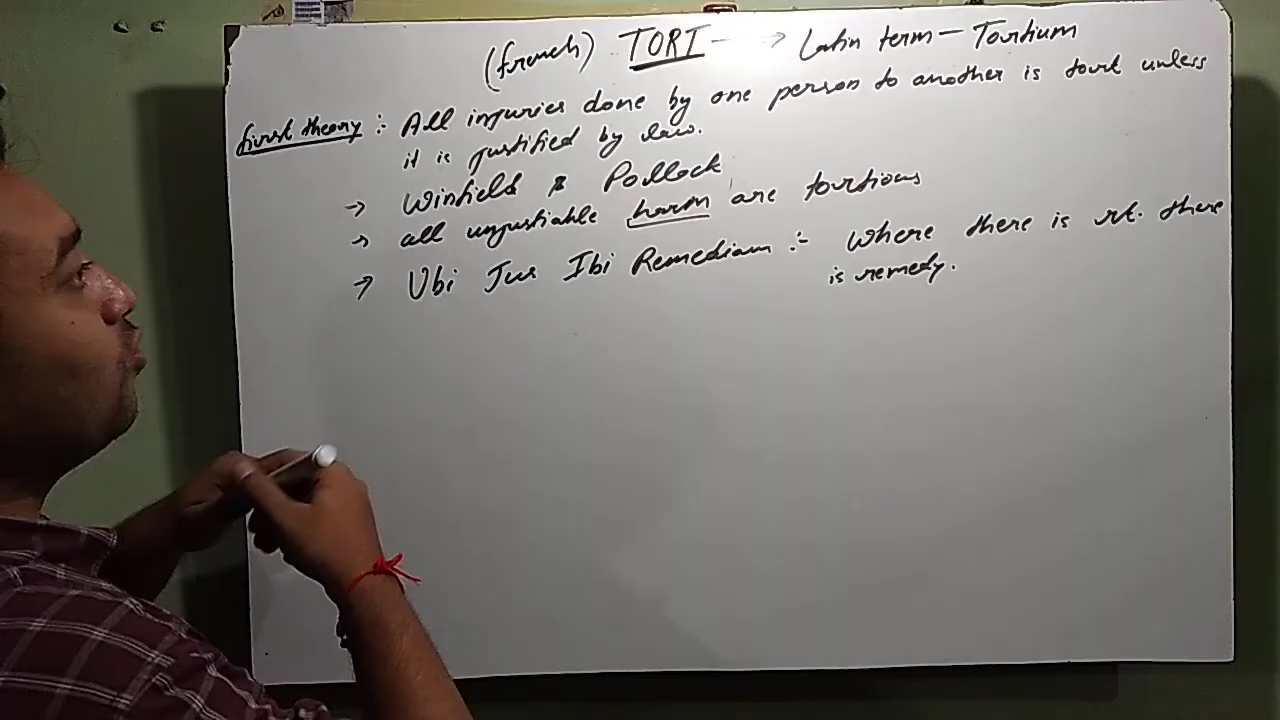 (french) TORT → Latin term - Tortium
first theory :- All injuries done by one person to another is tort unless
it is justified by law.
→ Winfield & Pollock
→ all unjustiable harm are tortious
→ Ubi Jus Ibi Remediam :- Where there is rt. there
is remedy.